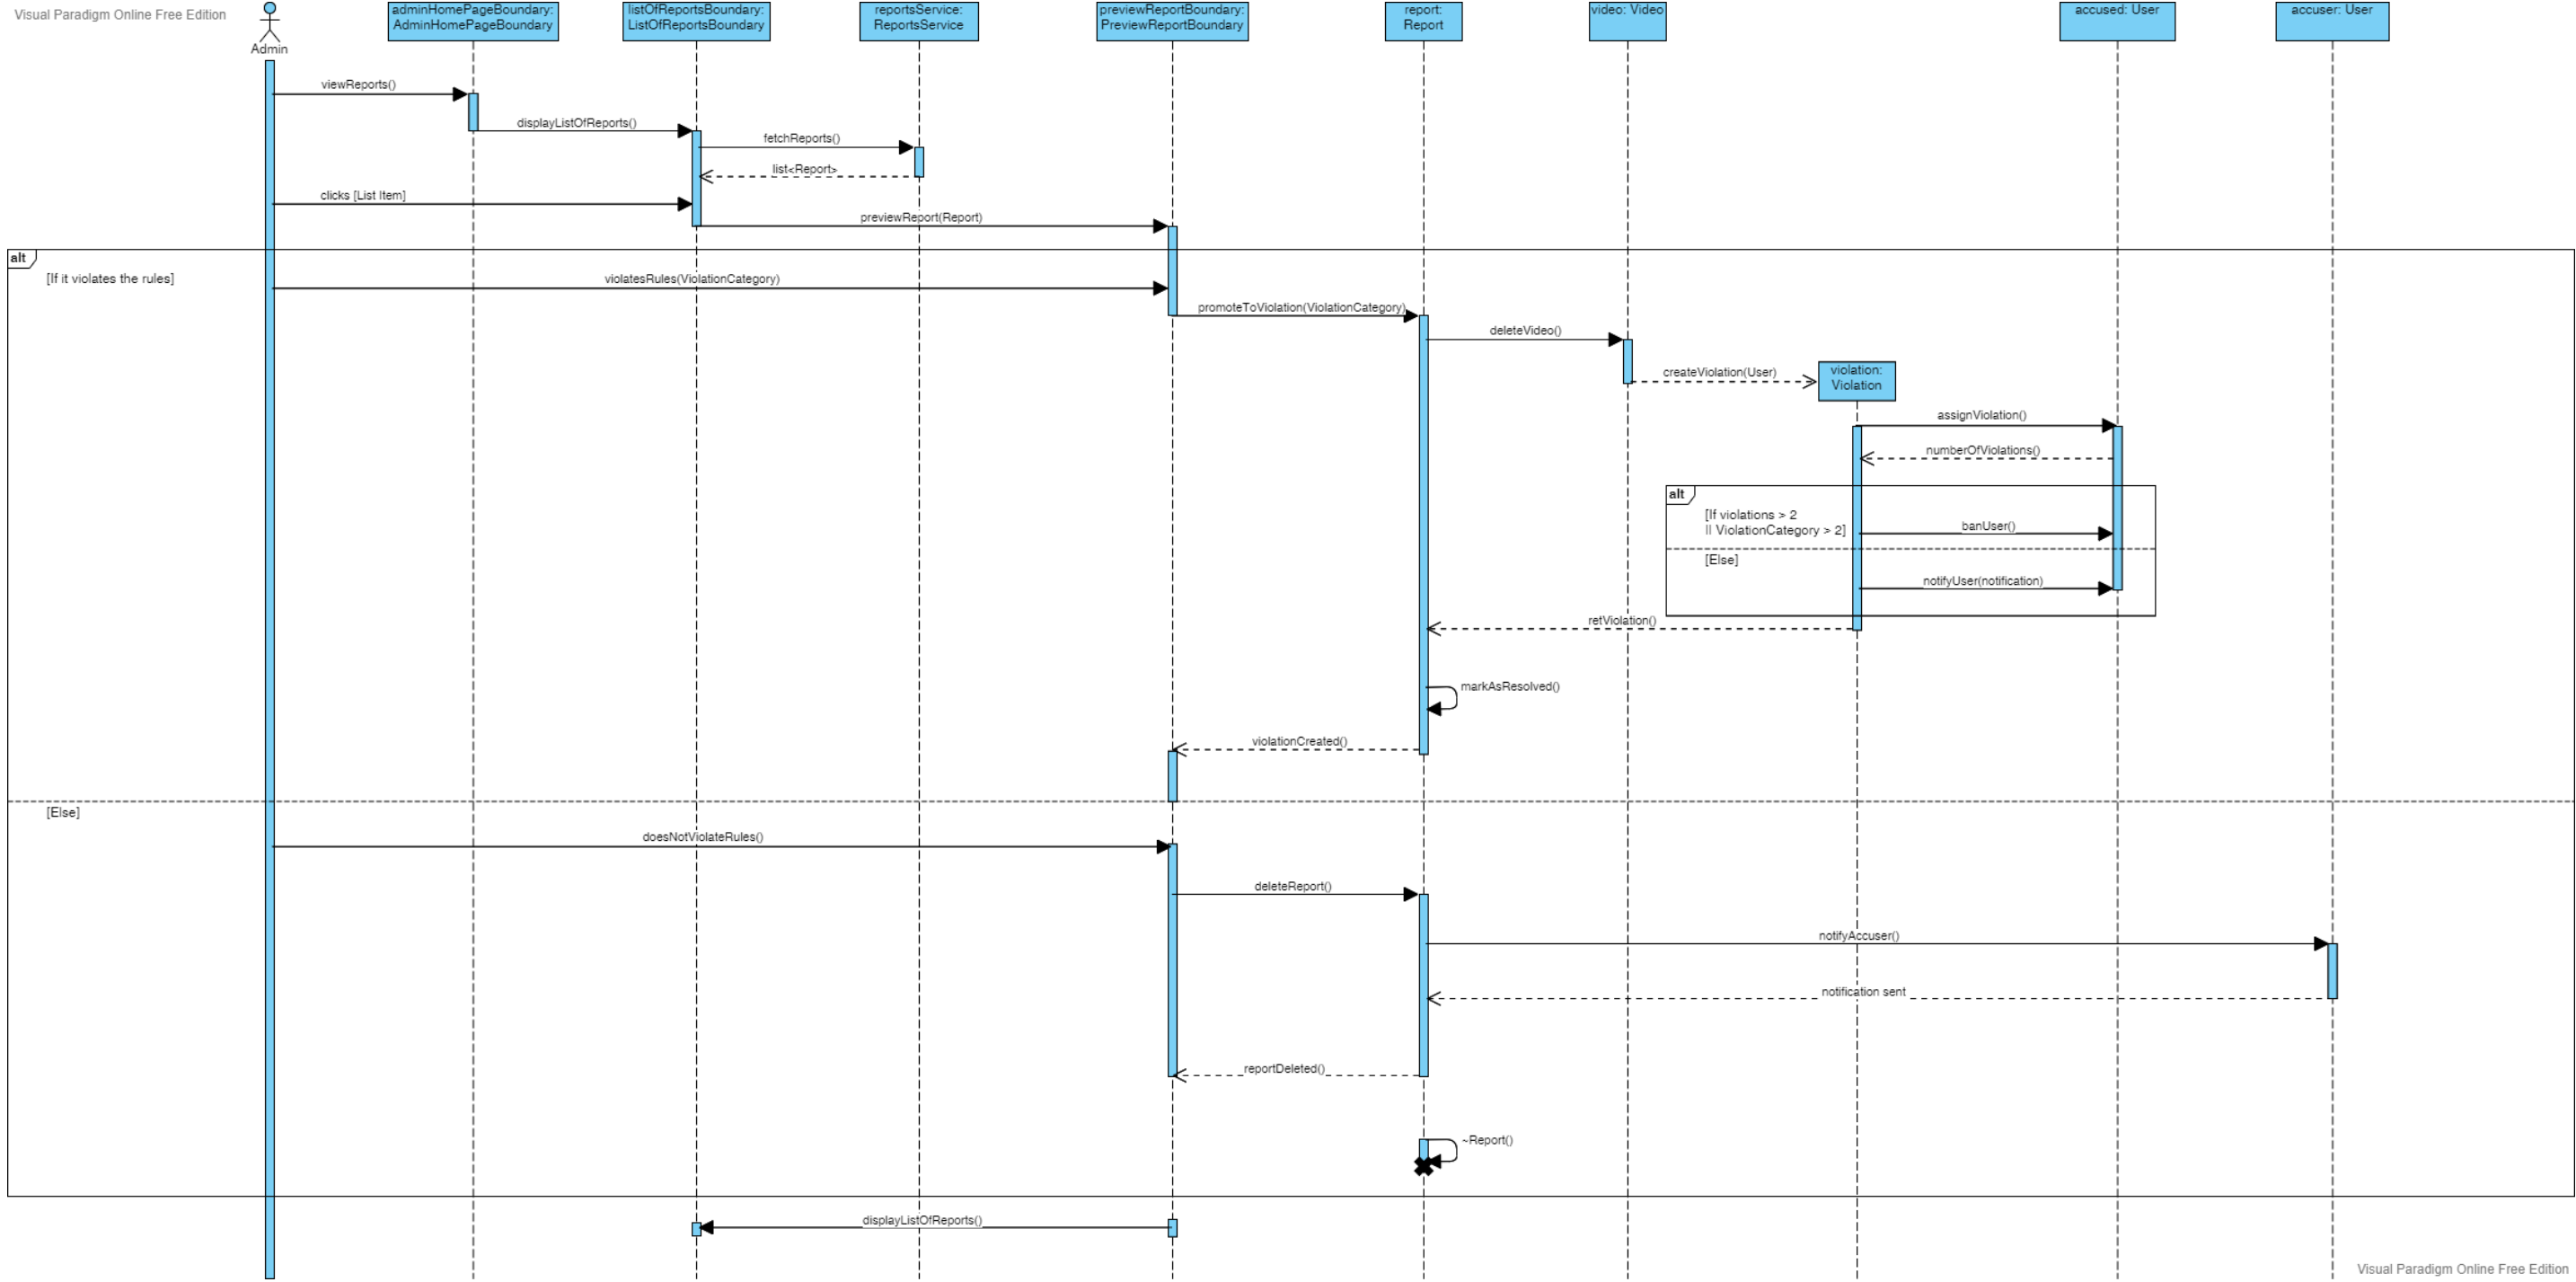 Visual Paradigm Online Free Edition
Admin
adminHomePageBoundary:
AdminHomePageBoundary
listOfReportsBoundary:
ListOfReportsBoundary
reportsService:
ReportsService
previewReportBoundary:
PreviewReportBoundary
report:
Report
video: Video
accused: User
accuser: User
viewReports()
displayListOfReports()
fetchReports()
list<Report>
clicks [List Item]
previewReport(Report)
alt
[If it violates the rules]
violatesRules(ViolationCategory)
promoteToViolation(ViolationCategory)
deleteVideo()
createViolation(User)
violation:
Violation
assignViolation()
numberOfViolations()
alt
[If violations > 2
|| ViolationCategory > 2]
banUser()
[Else]
notifyUser(notification)
retViolation()
markAsResolved()
violationCreated()
[Else]
doesNotViolateRules()
deleteReport()
notifyAccuser()
notification sent
reportDeleted()
~Report()
displayListOfReports()
Visual Paradigm Online Free Edition